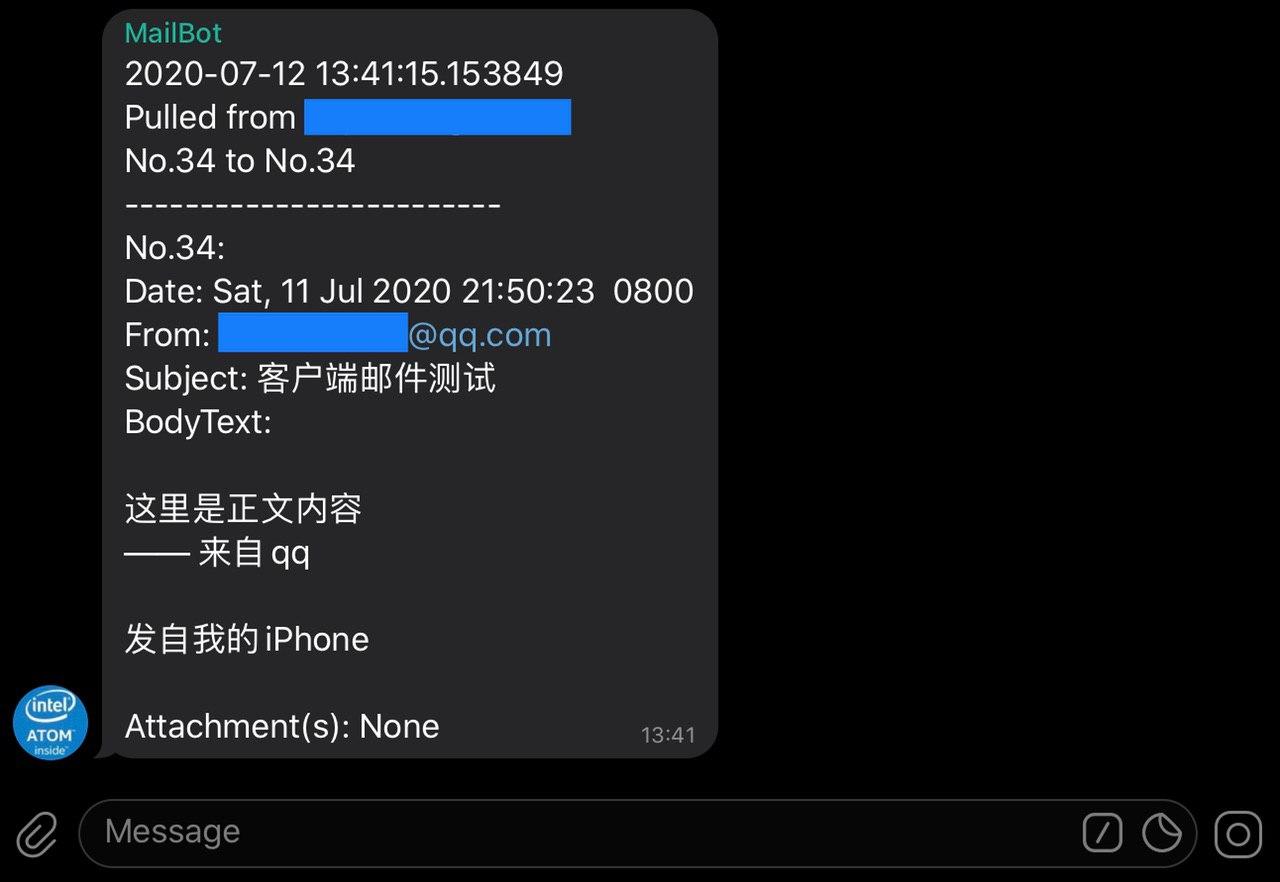 MailBot
2020-07-12 13:41:15.153849
Pulled from
No.34 to No.34
-------------------------
No.34:
Date: Sat, 11 Jul 2020 21:50:23  0800
From: @qq.com
Subject: 客户端邮件测试
BodyText:
这里是正文内容
—— 来自 qq
发自我的 iPhone
Attachment(s): None
13:41
intel
ATOM
inside
Message